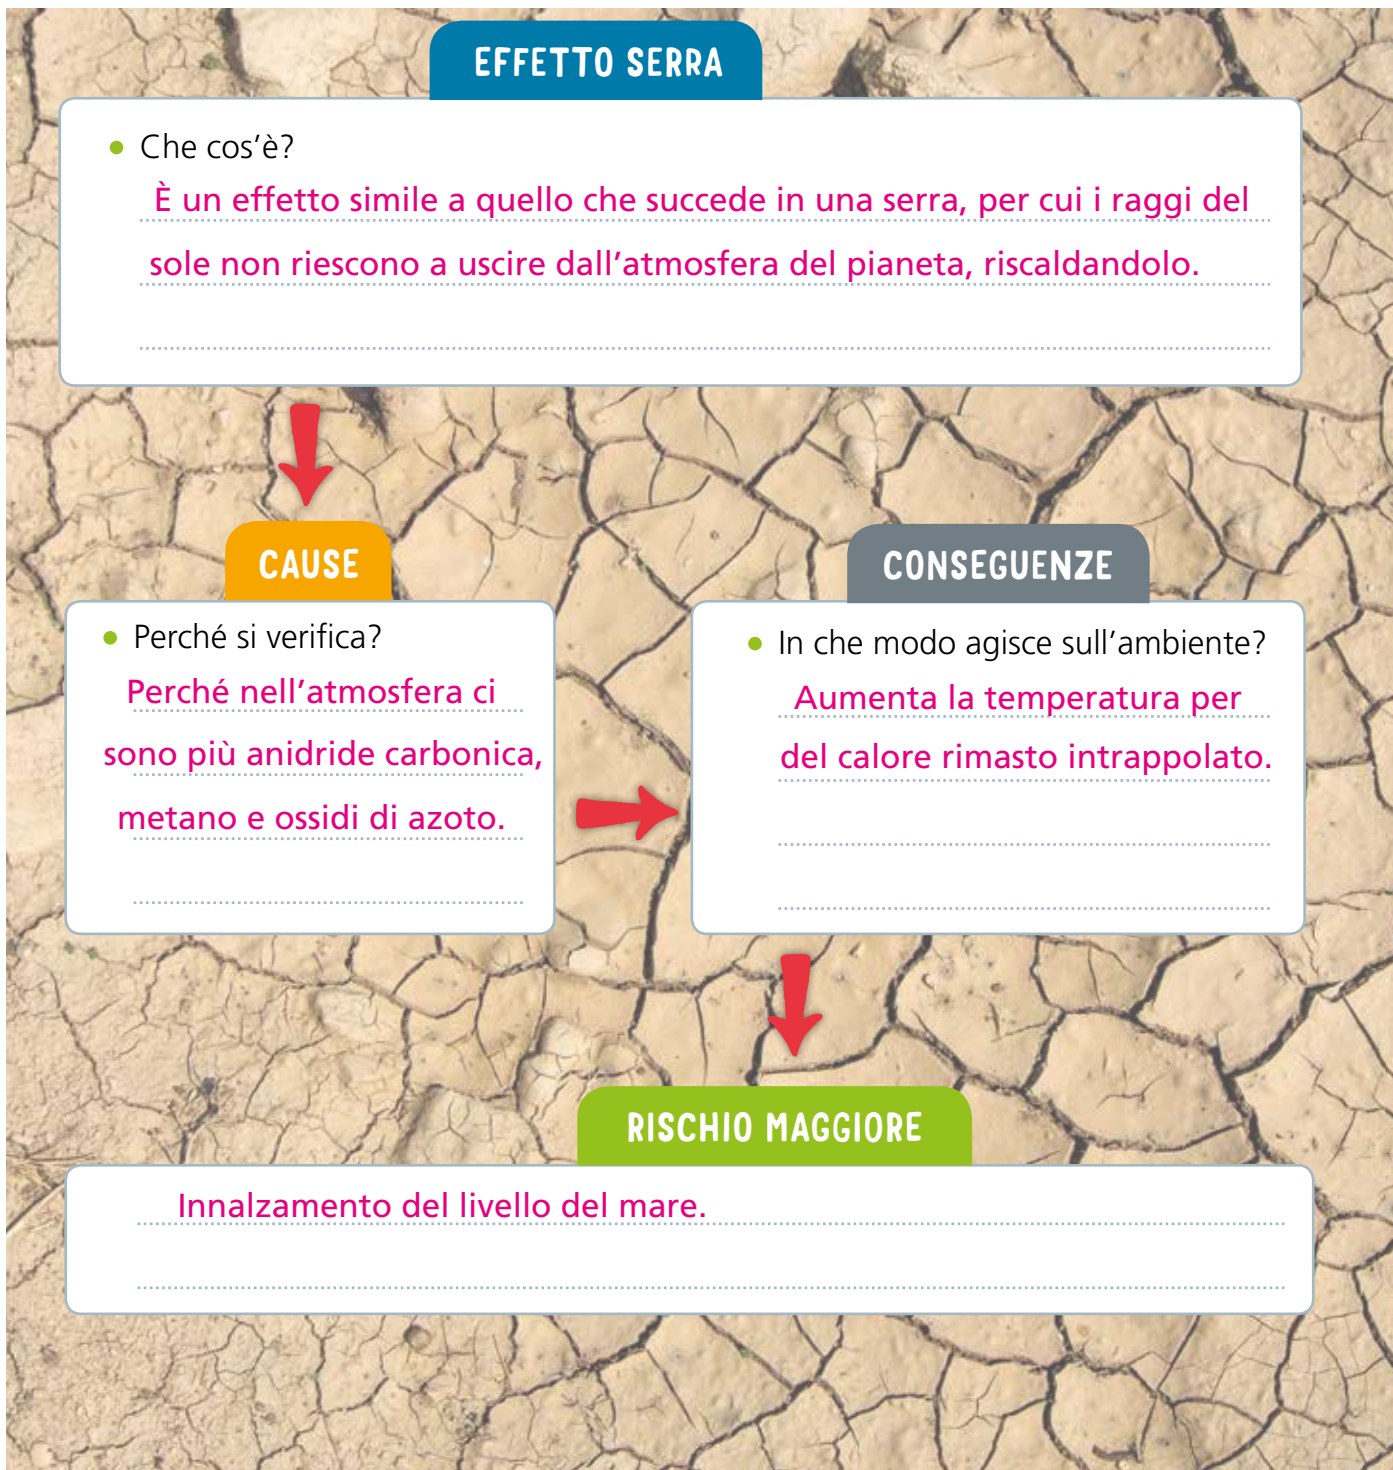 EFFETTO SERRA
• Che cos'è?
È un effetto simile a quello che succede in una serra, per cui i raggi del
sole non riescono a uscire dall'atmosfera del pianeta, riscaldandolo.
CAUSE
• Perché si verifica?
Perché nell'atmosfera ci
sono più anidride carbonica,
metano e ossidi di azoto.
CONSEGUENZE
• In che modo agisce sull'ambiente?
Aumenta la temperatura per
del calore rimasto intrappolato.
RISCHIO MAGGIORE
Innalzamento del livello del mare.